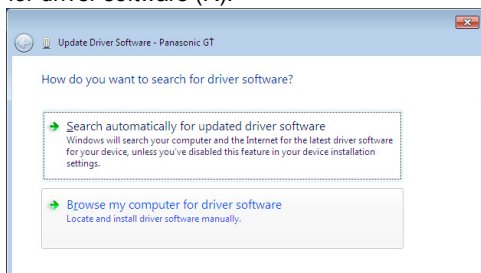 for driver software (R).
Update Driver Software - Panasonic GT
How do you want to search for driver software?
Search automatically for updated driver software
Windows will search your computer and the Internet for the latest driver software
for your device, unless you've disabled this feature in your device installation
settings.
Browse my computer for driver software
Locate and install driver software manually.